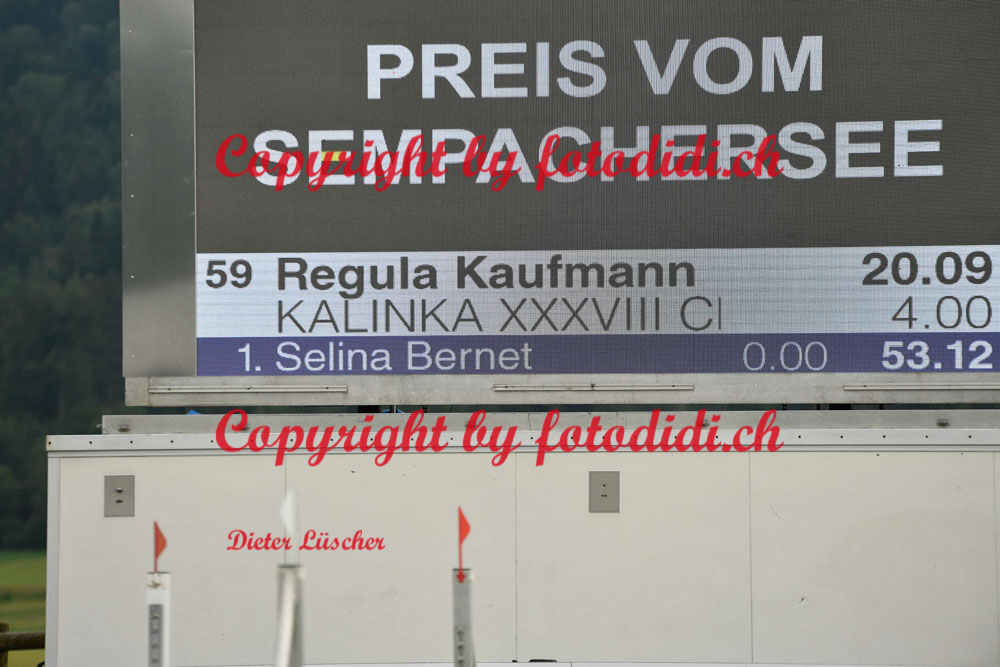 PREIS VOM
SEMPACHERSEE
Copyright by fotodidi.ch
59 Regula Kaufmann 20.09
KALINKA XXXVIII CI 4.00
1. Selina Bernet 0.00 53.12
Copyright by fotodidi.ch
Dieter Lüscher